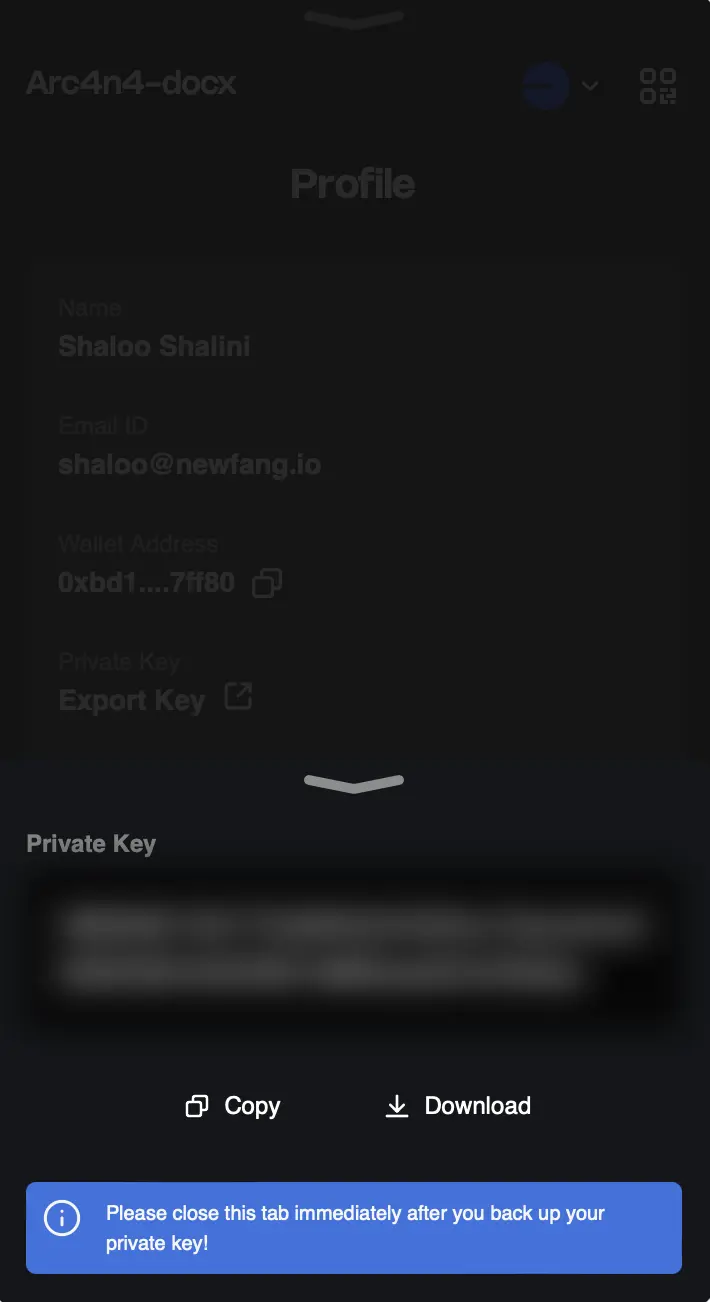 Arc4n4-docx
Profile
Name
Shaloo Shalini
Email ID
shaloo@newfang.io
Wallet Address
0xbd1....7ff80
Private Key
Export Key
Private Key
Copy
Download
Please close this tab immediately after you back up your
private key!